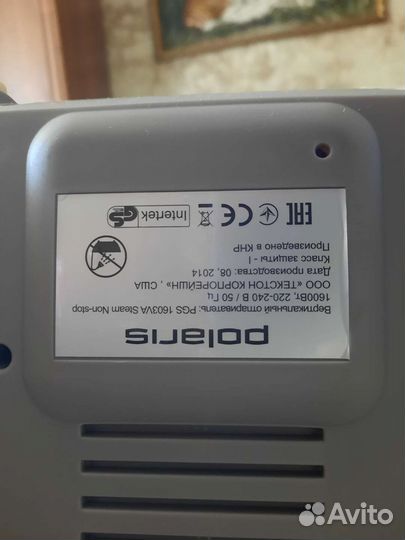 polaris
Вертикальный отпариватель: PGS 1603VA Steam Non-stop
1600Вт, 220-240 В 50 Гц
ООО «ТЕКСТОН КОРПОРЕЙШН» , США
Дата производства: 08, 2014
Класс защиты - I
Произведено в КНР
EAC CE GS Intertek
Avito